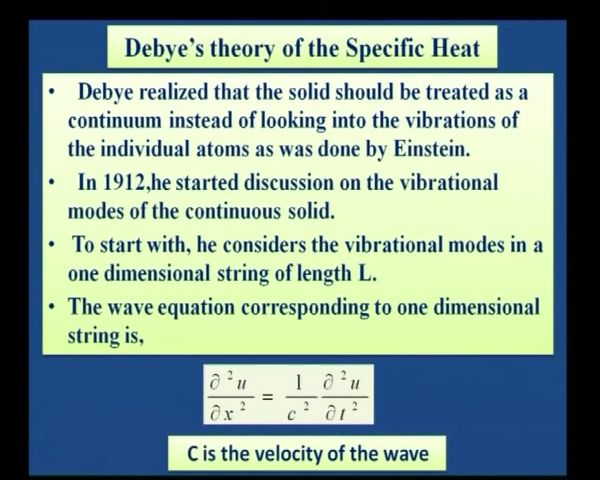 Debye's theory of the Specific Heat
• Debye realized that the solid should be treated as a
continuum instead of looking into the vibrations of
the individual atoms as was done by Einstein.
• In 1912,he started discussion on the vibrational
modes of the continuous solid.
• To start with, he considers the vibrational modes in a
one dimensional string of length L.
• The wave equation corresponding to one dimensional
string is,
∂²u/∂x² = 1/c² ∂²u/∂t²
C is the velocity of the wave